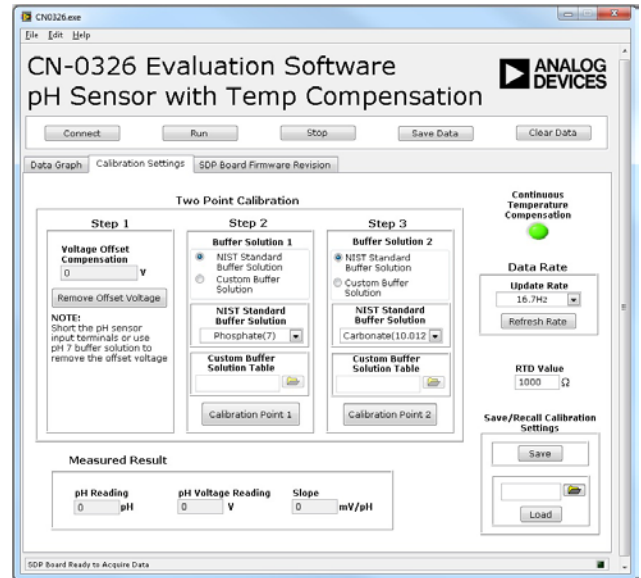 CN0326.exe
File Edit Help
CN-0326 Evaluation Software
pH Sensor with Temp Compensation
ANALOG
DEVICES
Connect Run Stop Save Data Clear Data
Data Graph Calibration Settings SDP Board Firmware Revision
Two Point Calibration
Step 1
Voltage Offset
Compensation
0 V
Remove Offset Voltage
NOTE:
Short the pH sensor
input terminals or use
pH 7 buffer solution to
remove the offset voltage
Step 2
Buffer Solution 1
NIST Standard
Buffer Solution
Custom Buffer
Solution
NIST Standard
Buffer Solution
Phosphate(7)
Custom Buffer
Solution Table
Calibration Point 1
Step 3
Buffer Solution 2
NIST Standard
Buffer Solution
Custom Buffer
Solution
NIST Standard
Buffer Solution
Carbonate(10.012
Custom Buffer
Solution Table
Calibration Point 2
Continuous
Temperature
Compensation
Data Rate
Update Rate
16.7Hz
Refresh Rate
RTD Value
1000 Ω
Save/Recall Calibration
Settings
Save
Load
Measured Result
pH Reading pH Voltage Reading Slope
0 pH 0 V 0 mV/pH
SDP Board Ready to Acquire Data